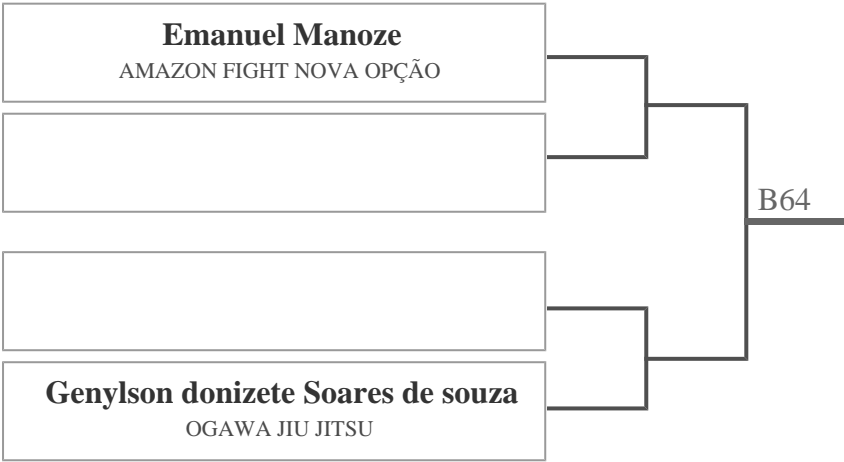 Emanuel Manoze
AMAZON FIGHT NOVA OPÇÃO
B64
Genylson donizete Soares de souza
OGAWA JIU JITSU